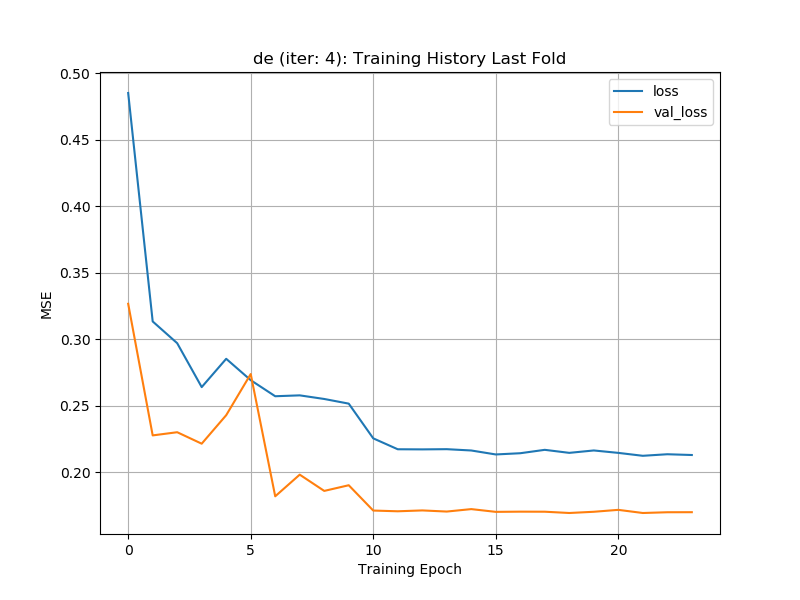 de (iter: 4): Training History Last Fold
loss
val_loss
MSE
0.50
0.45
0.40
0.35
0.30
0.25
0.20
0
5
10
15
20
Training Epoch